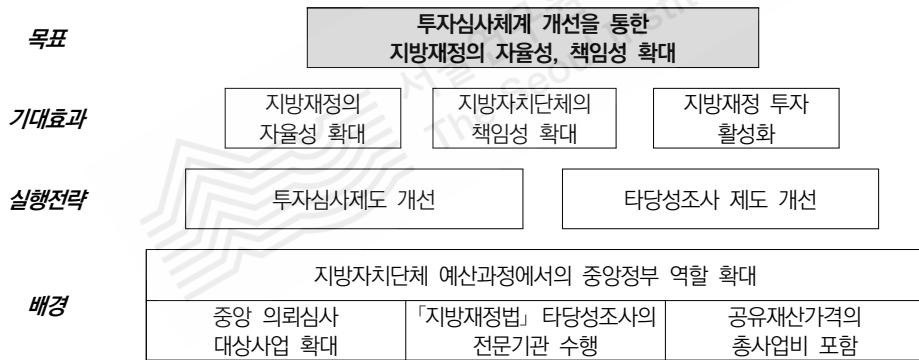 목표
투자심사체계 개선을 통한
지방재정의 자율성, 책임성 확대
기대효과
지방재정의
자율성 확대
지방자치단체의
책임성 확대
지방재정 투자
활성화
실행전략
투자심사제도 개선
타당성조사 제도 개선
배경
지방자치단체 예산과정에서의 중앙정부 역할 확대
중앙 의뢰심사
대상사업 확대
「지방재정법」 타당성조사의
전문기관 수행
공유재산가격의
총사업비 포함